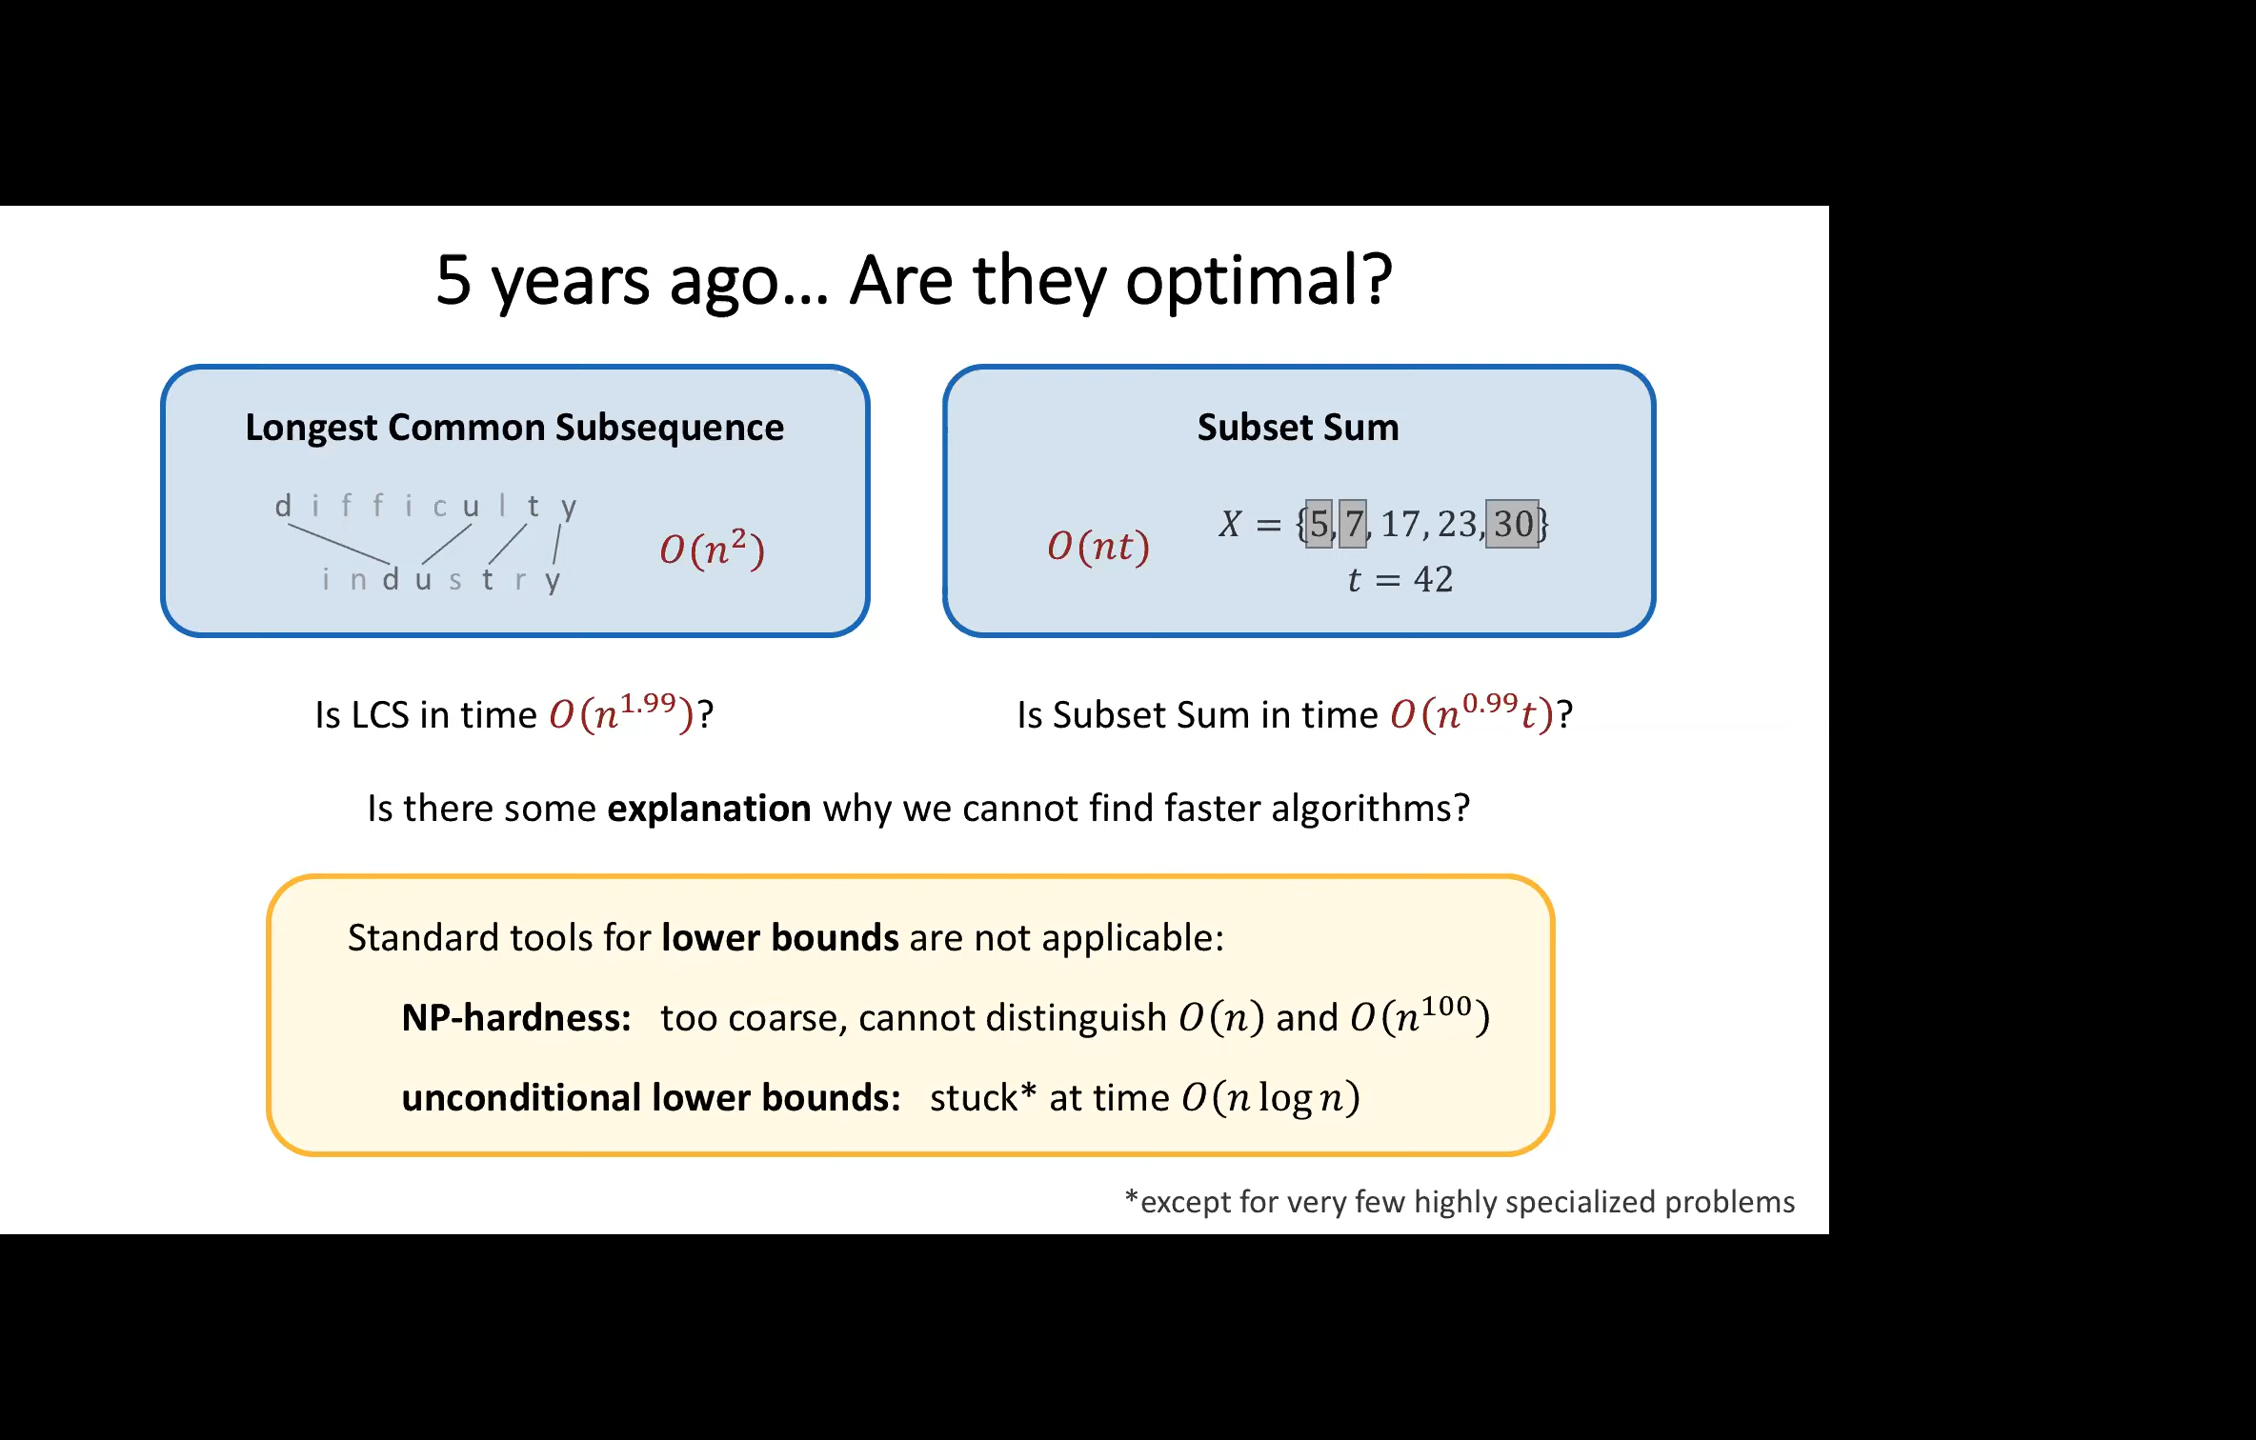 5 years ago... Are they optimal?
Longest Common Subsequence
d i f f i c u l t y
i n d u s t r y
O(n²)
Subset Sum
O(nt)
X = {5, 7, 17, 23, 30}
t = 42
Is LCS in time O(n^1.99)?
Is Subset Sum in time O(n^0.99 t)?
Is there some explanation why we cannot find faster algorithms?
Standard tools for lower bounds are not applicable:
NP-hardness: too coarse, cannot distinguish O(n) and O(n^100)
unconditional lower bounds: stuck* at time O(n log n)
*except for very few highly specialized problems